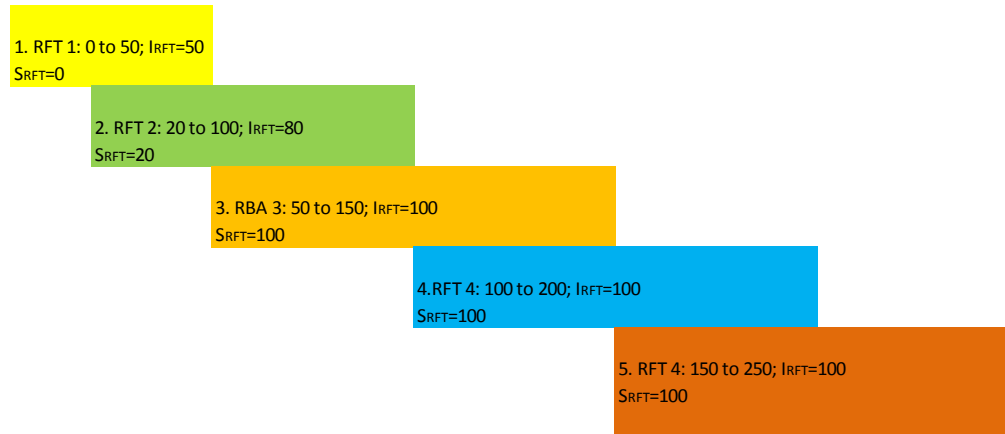 1. RFT 1: 0 to 50; IRFT=50
SRFT=0
2. RFT 2: 20 to 100; IRFT=80
SRFT=20
3. RBA 3: 50 to 150; IRFT=100
SRFT=100
4.RFT 4: 100 to 200; IRFT=100
SRFT=100
5. RFT 4: 150 to 250; IRFT=100
SRFT=100